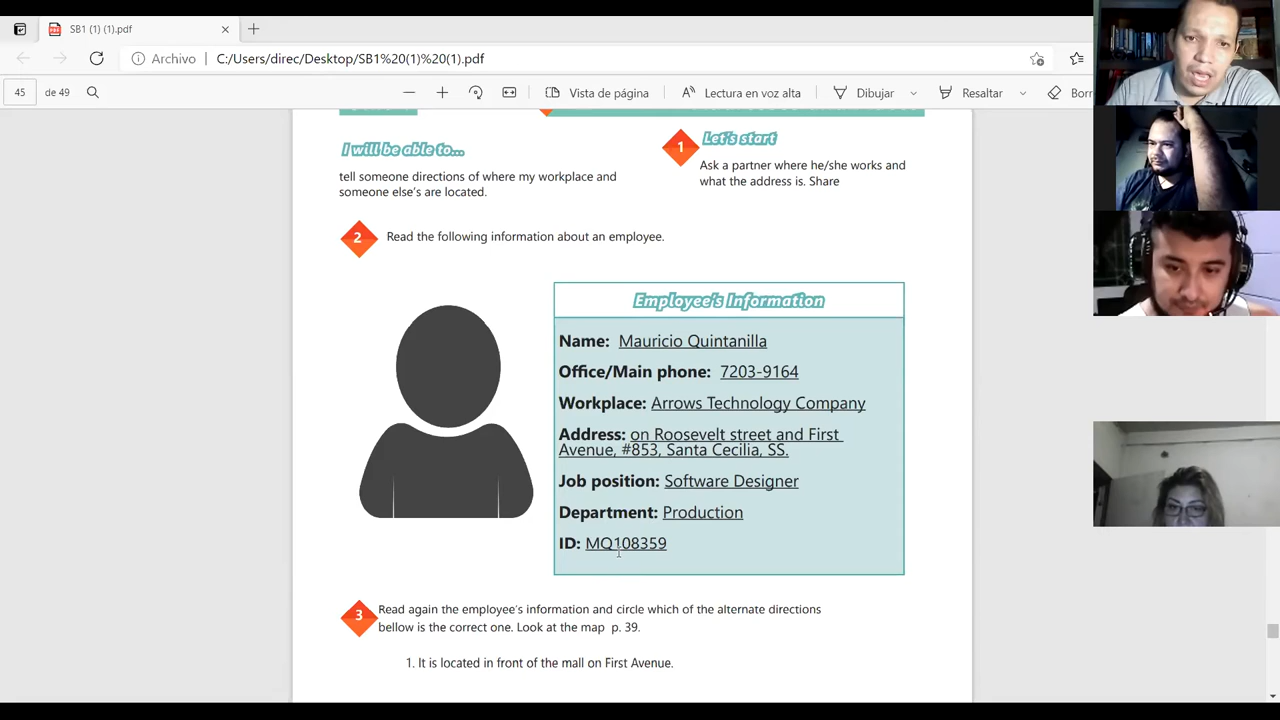 SB1 (1) (1).pdf
Archivo
C:/Users/direc/Desktop/SB1%20(1)%20(1).pdf
45
de 49
Vista de página
Lectura en voz alta
Dibujar
Resaltar
Borr
I will be able to...
tell someone directions of where my workplace and
someone else's are located.
1
Let's start
Ask a partner where he/she works and
what the address is. Share
2
Read the following information about an employee.
Employee's Information
Name: Mauricio Quintanilla
Office/Main phone: 7203-9164
Workplace: Arrows Technology Company
Address: on Roosevelt street and First
Avenue, #853, Santa Cecilia, SS.
Job position: Software Designer
Department: Production
ID: MQ108359
3
Read again the employee's information and circle which of the alternate directions
bellow is the correct one. Look at the map p. 39.
1. It is located in front of the mall on First Avenue.